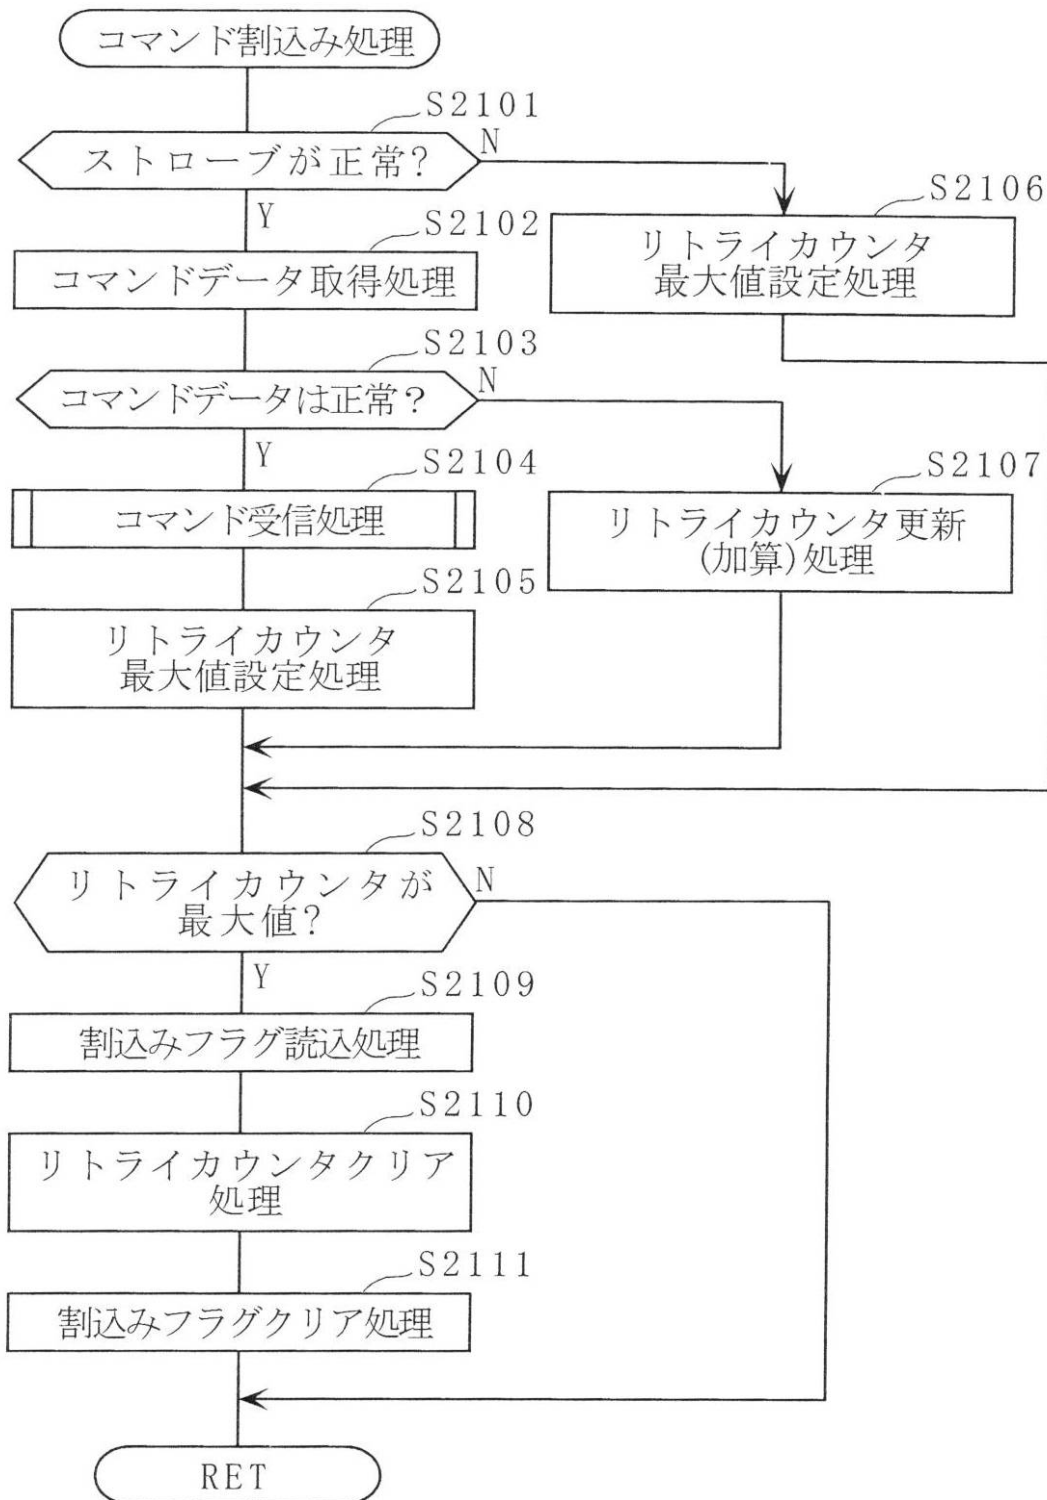 コマンド割込み処理
S2101
ストローブが正常?
N
Y
S2106
リトライカウンタ
最大値設定処理
S2102
コマンドデータ取得処理
S2103
コマンドデータは正常?
N
Y
S2107
リトライカウンタ更新
(加算)処理
S2104
コマンド受信処理
S2105
リトライカウンタ
最大値設定処理
S2108
リトライカウンタが
最大値?
N
Y
S2109
割込みフラグ読込処理
S2110
リトライカウンタクリア
処理
S2111
割込みフラグクリア処理
RET